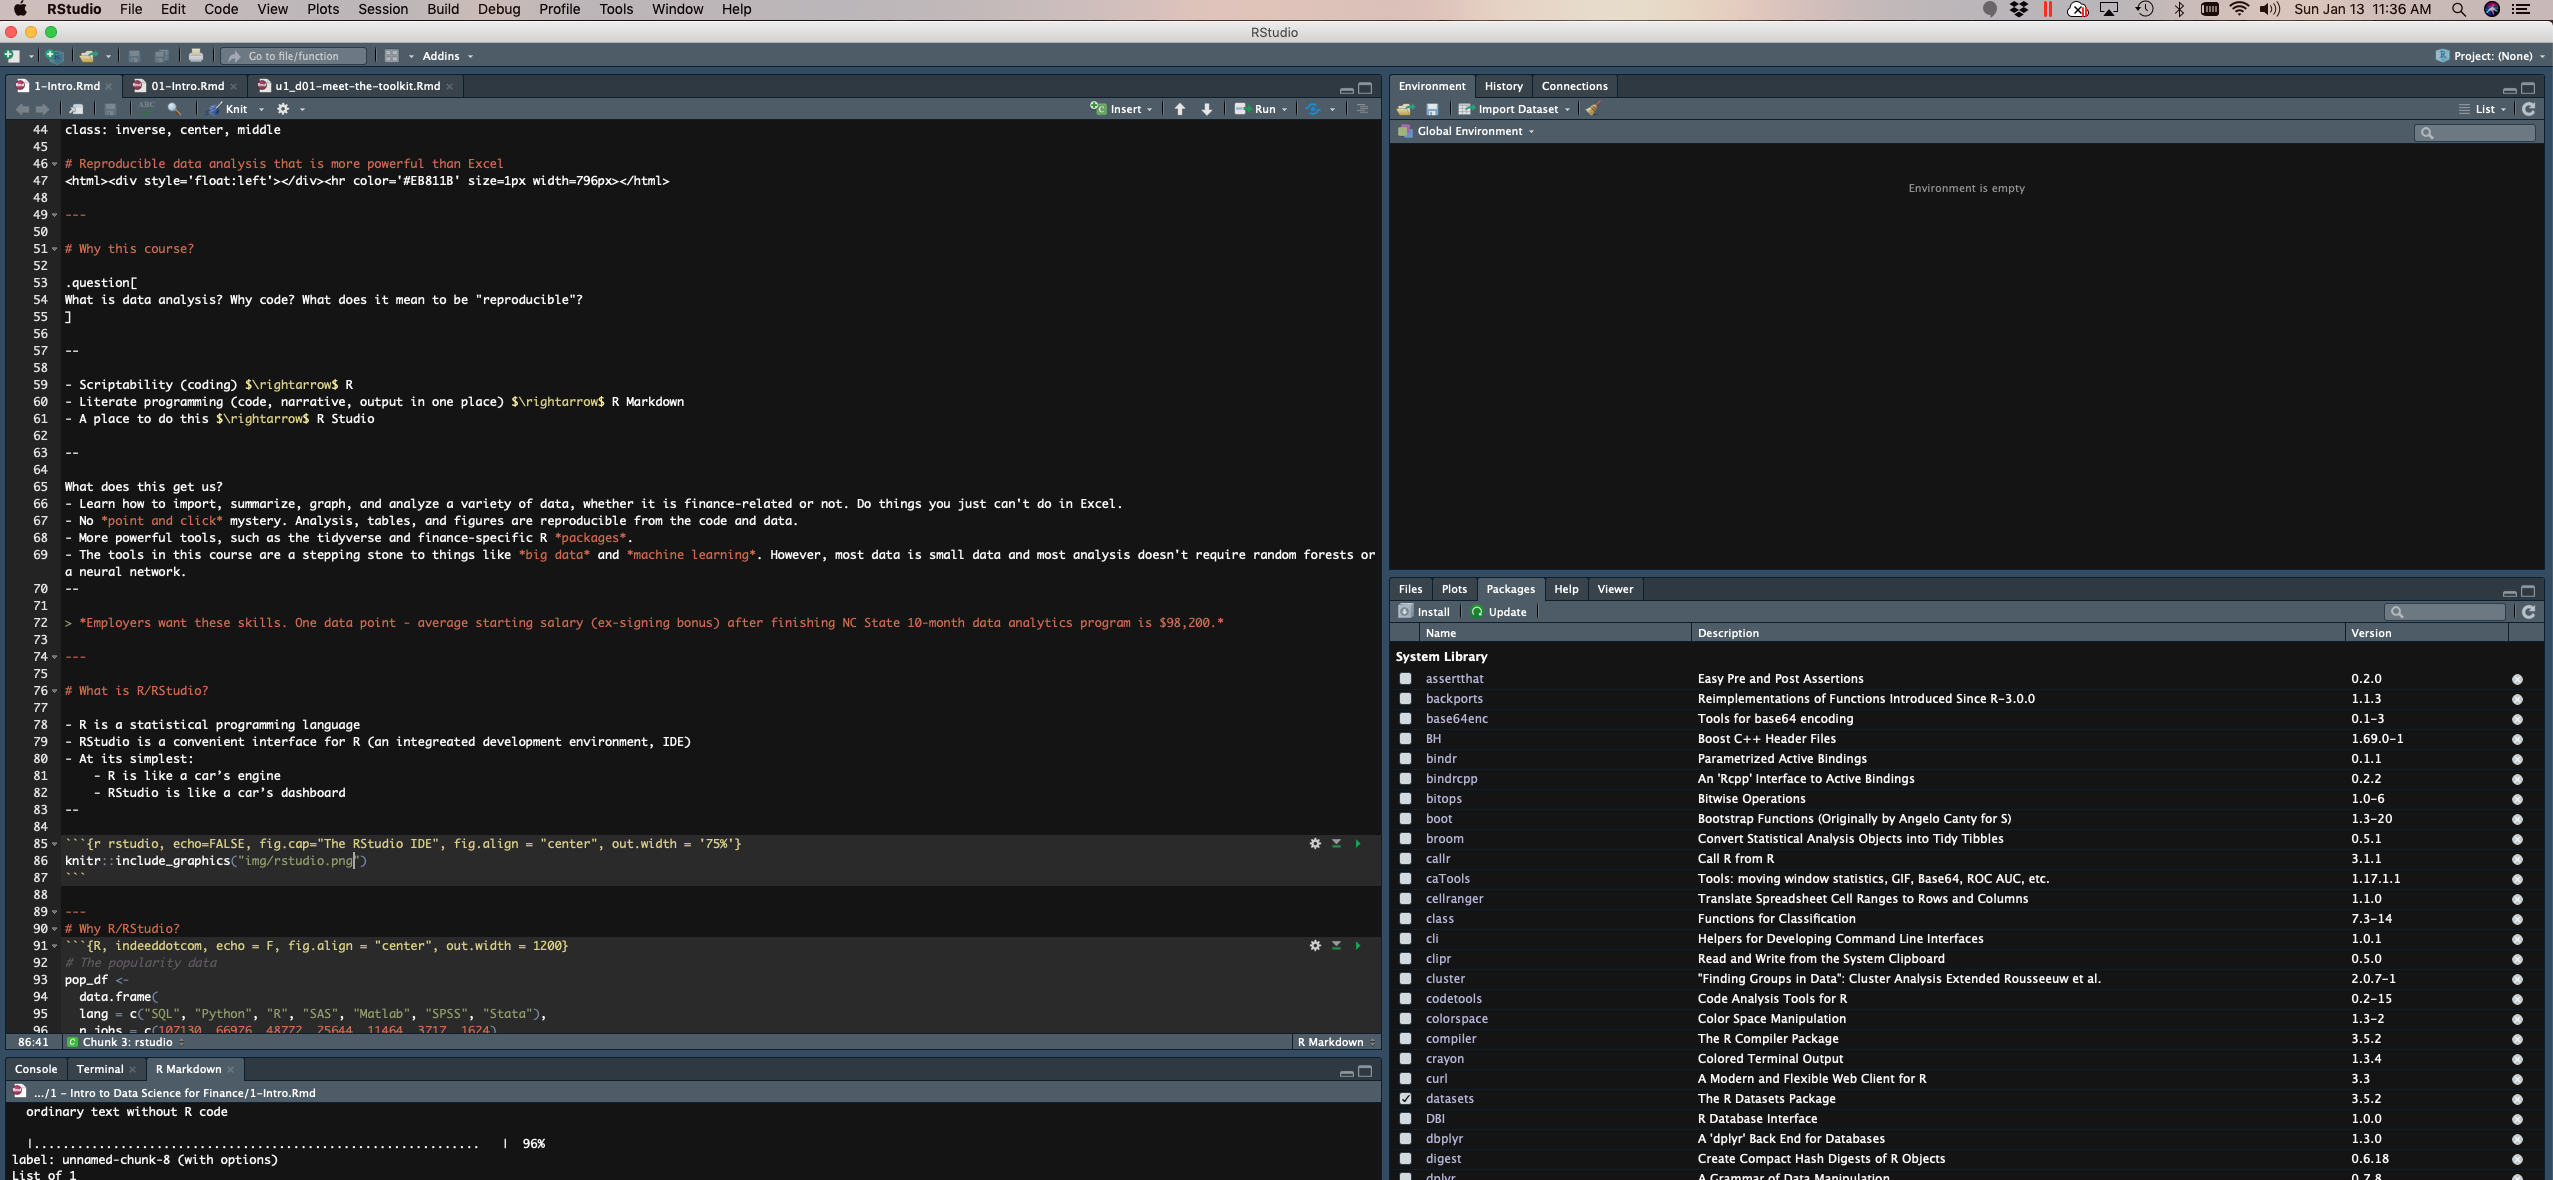 RStudio File Edit Code View Plots Session Build Debug Profile Tools Window Help Sun Jan 13 11:36 AM
RStudio
Go to file/function Addins Project: (None)
1-Intro.Rmd 01-Intro.Rmd u1_d01-meet-the-toolkit.Rmd
ABC Knit Insert Run
44 class: inverse, center, middle
45
46 # Reproducible data analysis that is more powerful than Excel
47 <html><div style='float:left'></div><hr color='#EB811B' size=1px width=796px></html>
48
49 ---
50
51 # Why this course?
52
53 .question[
54 What is data analysis? Why code? What does it mean to be "reproducible"?
55 ]
56
57 --
58
59 - Scriptability (coding) $\rightarrow$ R
60 - Literate programming (code, narrative, output in one place) $\rightarrow$ R Markdown
61 - A place to do this $\rightarrow$ R Studio
62
63 --
64
65 What does this get us?
66 - Learn how to import, summarize, graph, and analyze a variety of data, whether it is finance-related or not. Do things you just can't do in Excel.
67 - No *point and click* mystery. Analysis, tables, and figures are reproducible from the code and data.
68 - More powerful tools, such as the tidyverse and finance-specific R *packages*.
69 - The tools in this course are a stepping stone to things like *big data* and *machine learning*. However, most data is small data and most analysis doesn't require random forests or
a neural network.
70 --
71
72 > *Employers want these skills. One data point - average starting salary (ex-signing bonus) after finishing NC State 10-month data analytics program is $98,200.*
73
74 ---
75
76 # What is R/RStudio?
77
78 - R is a statistical programming language
79 - RStudio is a convenient interface for R (an integreated development environment, IDE)
80 - At its simplest:
81 - R is like a car’s engine
82 - RStudio is like a car’s dashboard
83 --
84
85 ```{r rstudio, echo=FALSE, fig.cap="The RStudio IDE", fig.align = "center", out.width = '75%'}
86 knitr::include_graphics("img/rstudio.png")
87 ```
88
89 ---
90 # Why R/RStudio?
91 ```{R, indeeddotcom, echo = F, fig.align = "center", out.width = 1200}
92 # The popularity data
93 pop_df <-
94 data.frame(
95 lang = c("SQL", "Python", "R", "SAS", "Matlab", "SPSS", "Stata"),
96 n_jobs = c(107130, 66976, 48772, 25644, 11464, 3717, 1624)
86:41 Chunk 3: rstudio R Markdown
Console Terminal R Markdown
.../1 - Intro to Data Science for Finance/1-Intro.Rmd
ordinary text without R code
|.............................................................. | 96%
label: unnamed-chunk-8 (with options)
List of 1
Environment History Connections
Import Dataset List
Global Environment
Environment is empty
Files Plots Packages Help Viewer
Install Update
Name Description Version
System Library
assertthat Easy Pre and Post Assertions 0.2.0
backports Reimplementations of Functions Introduced Since R-3.0.0 1.1.3
base64enc Tools for base64 encoding 0.1-3
BH Boost C++ Header Files 1.69.0-1
bindr Parametrized Active Bindings 0.1.1
bindrcpp An 'Rcpp' Interface to Active Bindings 0.2.2
bitops Bitwise Operations 1.0-6
boot Bootstrap Functions (Originally by Angelo Canty for S) 1.3-20
broom Convert Statistical Analysis Objects into Tidy Tibbles 0.5.1
callr Call R from R 3.1.1
caTools Tools: moving window statistics, GIF, Base64, ROC AUC, etc. 1.17.1.1
cellranger Translate Spreadsheet Cell Ranges to Rows and Columns 1.1.0
class Functions for Classification 7.3-14
cli Helpers for Developing Command Line Interfaces 1.0.1
clipr Read and Write from the System Clipboard 0.5.0
cluster "Finding Groups in Data": Cluster Analysis Extended Rousseeuw et al. 2.0.7-1
codetools Code Analysis Tools for R 0.2-15
colorspace Color Space Manipulation 1.3-2
compiler The R Compiler Package 3.5.2
crayon Colored Terminal Output 1.3.4
curl A Modern and Flexible Web Client for R 3.3
datasets The R Datasets Package 3.5.2
DBI R Database Interface 1.0.0
dbplyr A 'dplyr' Back End for Databases 1.3.0
digest Create Compact Hash Digests of R Objects 0.6.18
dplyr A Grammar of Data Manipulation 0.7.8